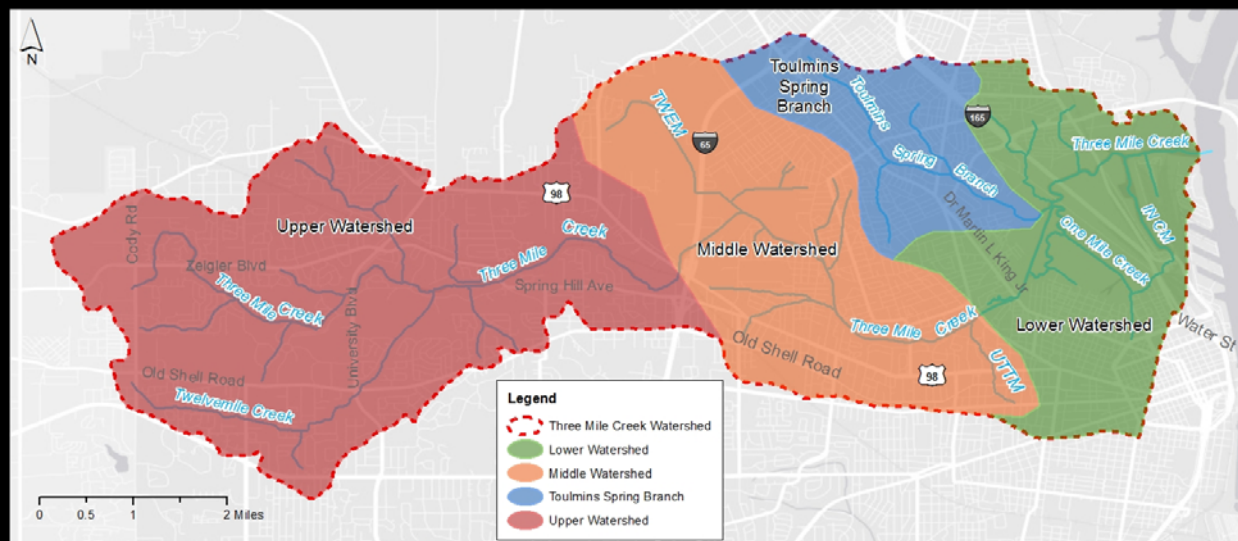 N
Toulmins
Spring
Branch
Toulmins
Spring
Branch
TWEM
65
165
Three Mile Creek
98
Upper Watershed
Cody Rd
Zeigler Blvd
Three Mile
Creek
University Blvd
Three Mile
Creek
Spring Hill Ave
Middle Watershed
Dr Martin L King Jr
One Mile
Creek
IN CM
Old Shell Road
Twelvemile Creek
Old Shell Road
Three Mile
Creek
98
UTTM
Lower Watershed
Water St
Legend
Three Mile Creek Watershed
Lower Watershed
Middle Watershed
Toulmins Spring Branch
Upper Watershed
0 0.5 1 2 Miles